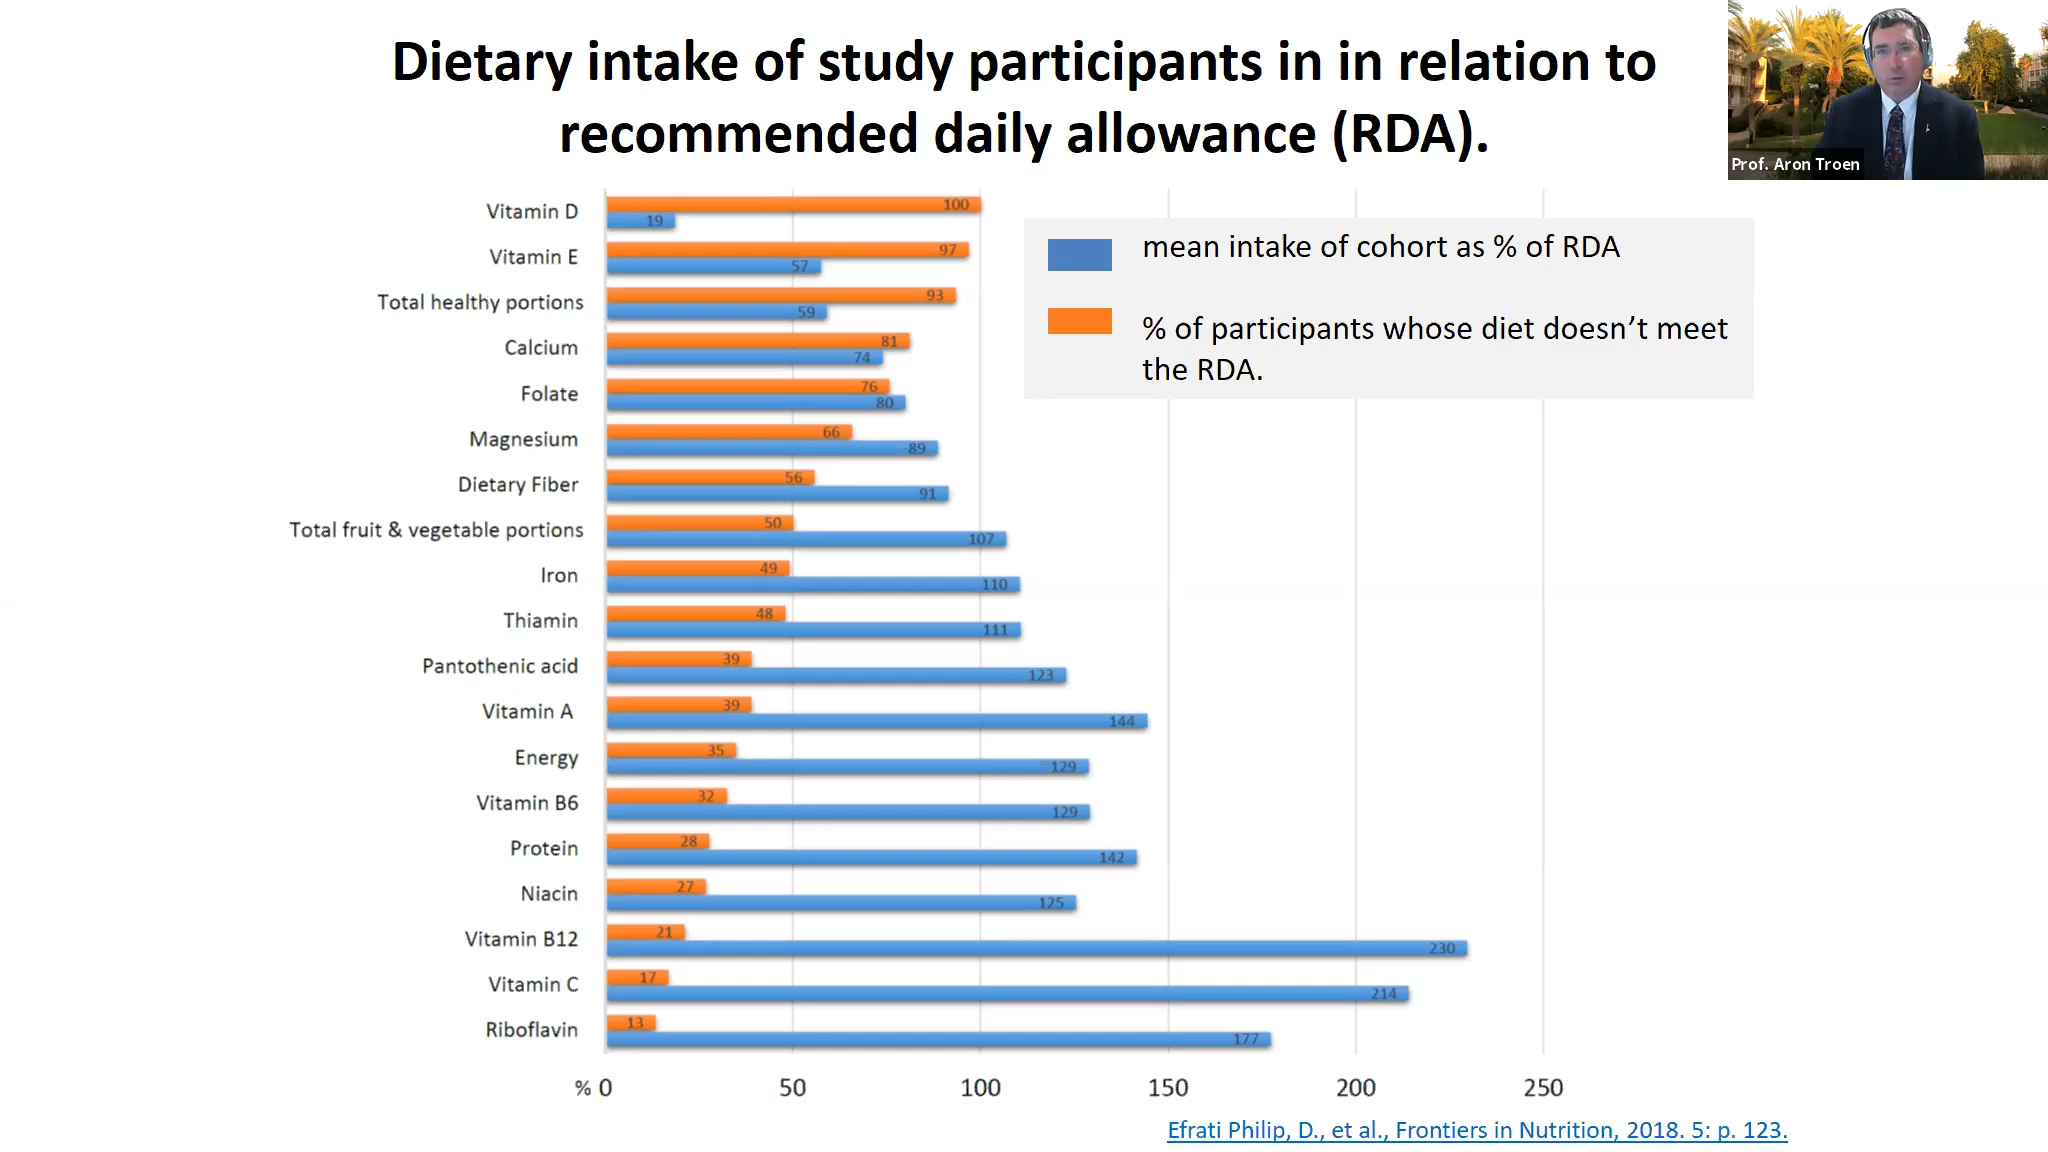 Dietary intake of study participants in in relation to
recommended daily allowance (RDA).
Prof. Aron Troen
mean intake of cohort as % of RDA
% of participants whose diet doesn’t meet
the RDA.
Vitamin D
100
19
Vitamin E
97
57
Total healthy portions
93
59
Calcium
81
74
Folate
76
80
Magnesium
66
89
Dietary Fiber
56
91
Total fruit & vegetable portions
50
107
Iron
49
110
Thiamin
48
111
Pantothenic acid
39
123
Vitamin A
39
144
Energy
35
129
Vitamin B6
32
129
Protein
28
142
Niacin
27
125
Vitamin B12
21
230
Vitamin C
17
214
Riboflavin
13
177
% 0 50 100 150 200 250
Efrati Philip, D., et al., Frontiers in Nutrition, 2018. 5: p. 123.